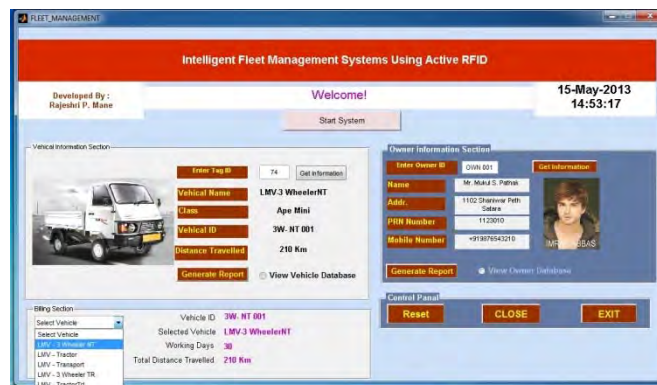 FLEET_MANAGEMENT
Intelligent Fleet Management Systems Using Active RFID
Developed By :
Rajeshri P. Mane
Welcome!
15-May-2013
14:53:17
Start System
Vehical Information Section
Enter Tag ID
74
Get Information
Vehical Name
LMV-3 WheelerNT
Class
Ape Mini
Vehical ID
3W- NT 001
Distance Travelled
210 Km
Generate Report
View Vehicle Database
Owner Information Section
Enter Owner ID
OWN 001
Get Information
Name
Mr. Mukul S. Pathak
Addr.
1102 Shaniwar Peth
Satara
PRN Number
1123010
Mobile Number
+919876543210
Generate Report
View Owner Database
Billing Section
Select Vehicle
Select Vehicle
LMV - 3 Wheeler NT
LMV - Tractor
LMV - Transport
LMV - 3 Wheeler TR
LMV - TractorTrl
Vehicle ID
3W- NT 001
Selected Vehicle
LMV-3 WheelerNT
Working Days
30
Total Distance Travelled
210 Km
Control Panal
Reset
CLOSE
EXIT